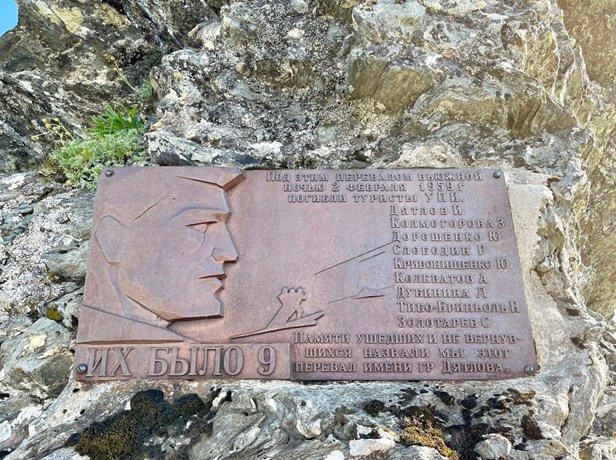 Под этим перевалом вьюжной
ночью 2 февраля 1959 г
погибли туристы УПИ.
Дятлов И.
Колмогорова З
Дорошенко Ю
Слободин Р
Кривонищенко Ю
Колеватов А
Дубинина Л
Тибо-Бриньоль Н
Золотарев С
Памяти ушедших и не вернув-
шихся назвали мы этот
перевал имени гр Дятлова.
ИХ БЫЛО 9